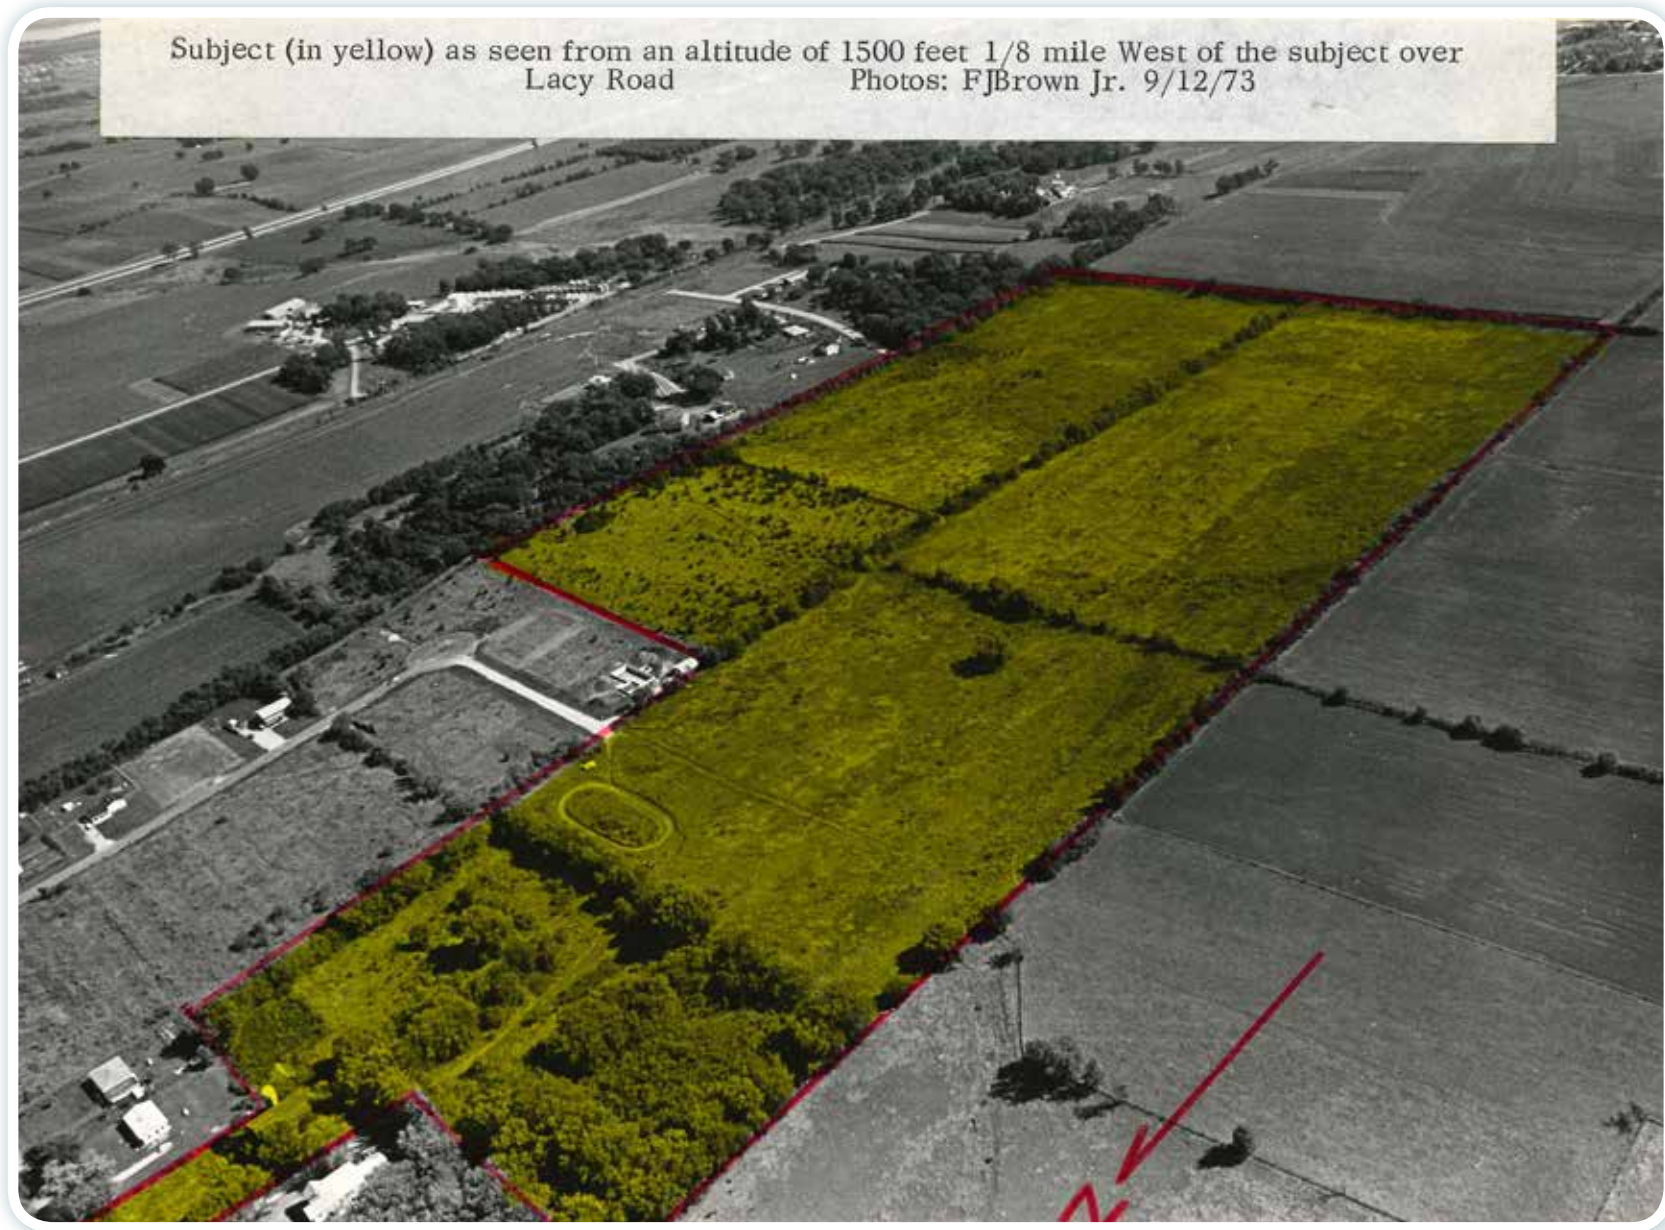 Subject (in yellow) as seen from an altitude of 1500 feet 1/8 mile West of the subject over
Lacy Road Photos: FJBrown Jr. 9/12/73
N